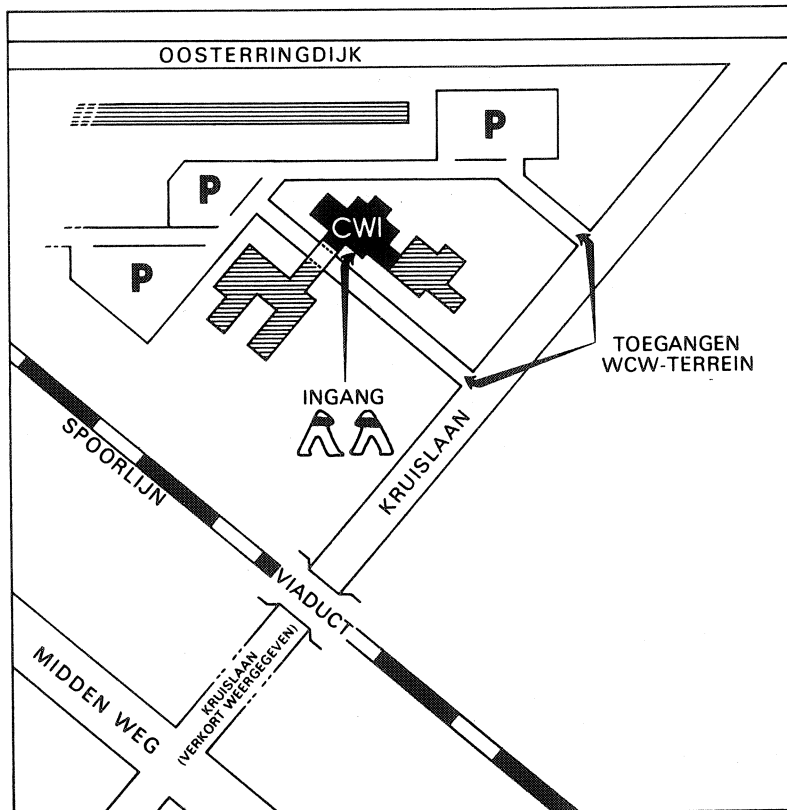 OOSTERRINGDIJK
P
P
CWI
P
TOEGANGEN
WCW-TERREIN
INGANG
KRUISLAAN
SPOORLIJN
VIADUCT
MIDDEN WEG
KRUISLAAN
(VERKORT WEERGEGEVEN)